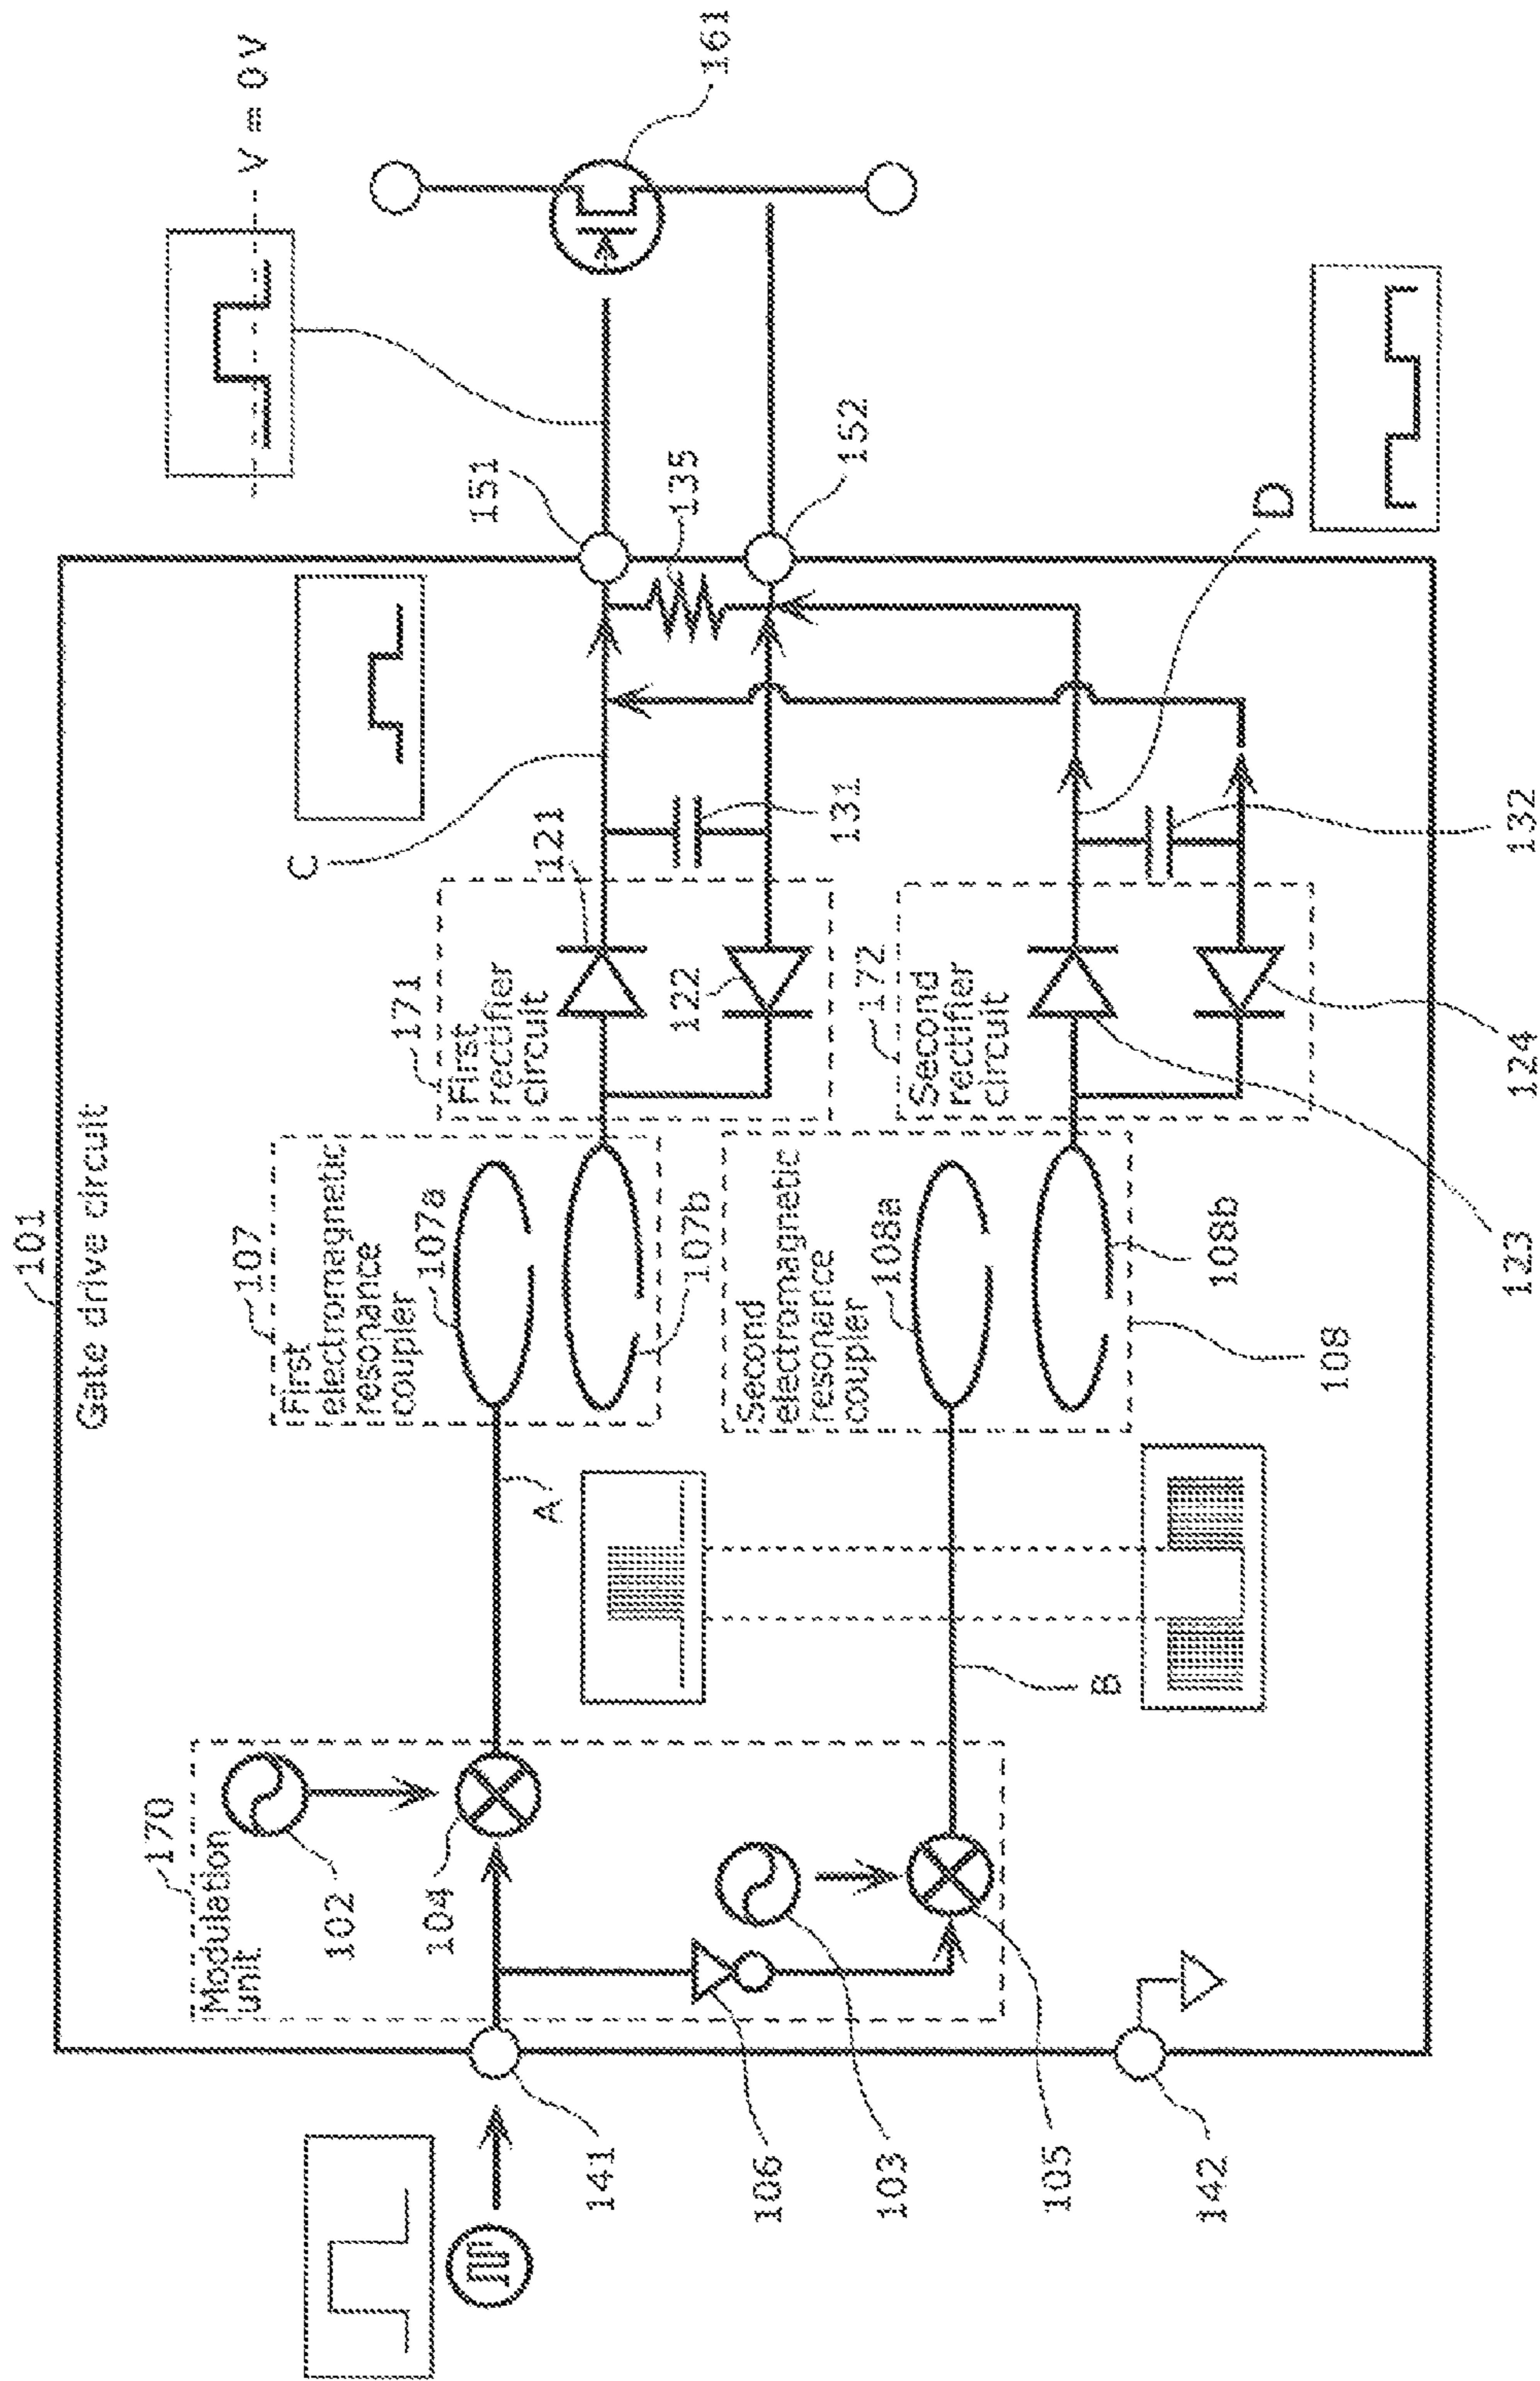 101
Gate drive circuit
170
Modulation
unit
102
104
106
103
105
141
142
A
B
107
First
electromagnetic
resonance
coupler
107a
107b
Second
electromagnetic
resonance
coupler
108a
108b
108
171
First
rectifier
circuit
121
122
172
Second
rectifier
circuit
123
124
C
131
132
D
135
151
152
V = 0V
161